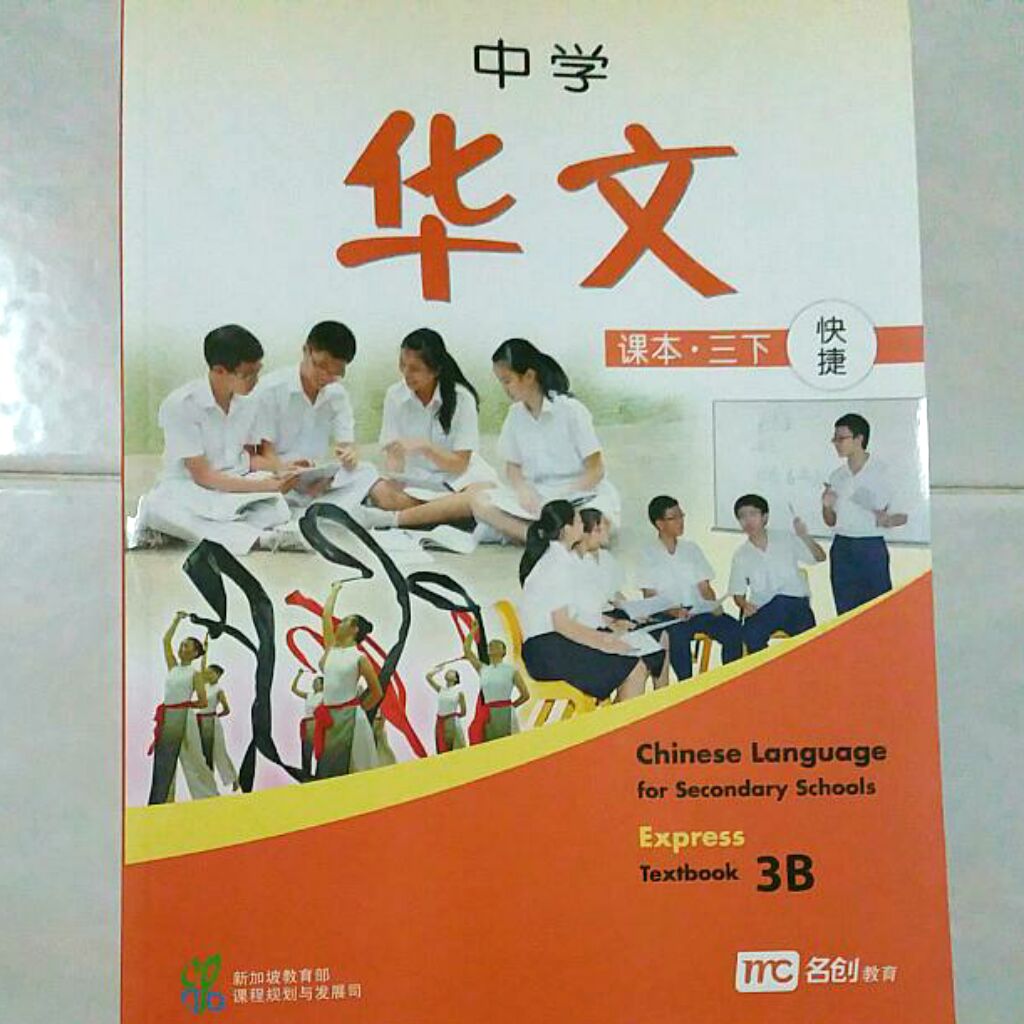 中学
华文
课本·三下
快捷
Chinese Language
for Secondary Schools
Express
Textbook 3B
新加坡教育部
课程规划与发展司
mc 名创教育